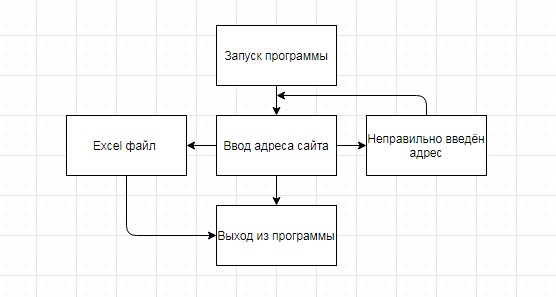 Запуск программы
Excel файл
Ввод адреса сайта
Неправильно введён
адрес
Выход из программы